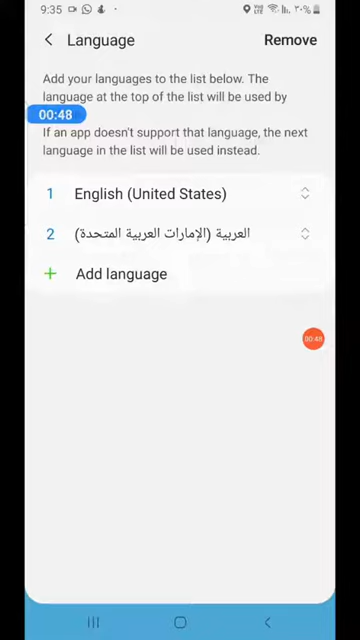 9:35
٢٠%
Language
Remove
Add your languages to the list below. The
language at the top of the list will be used by
00:48
If an app doesn't support that language, the next
language in the list will be used instead.
1 English (United States)
2 العربية (الإمارات العربية المتحدة)
+ Add language
00:48